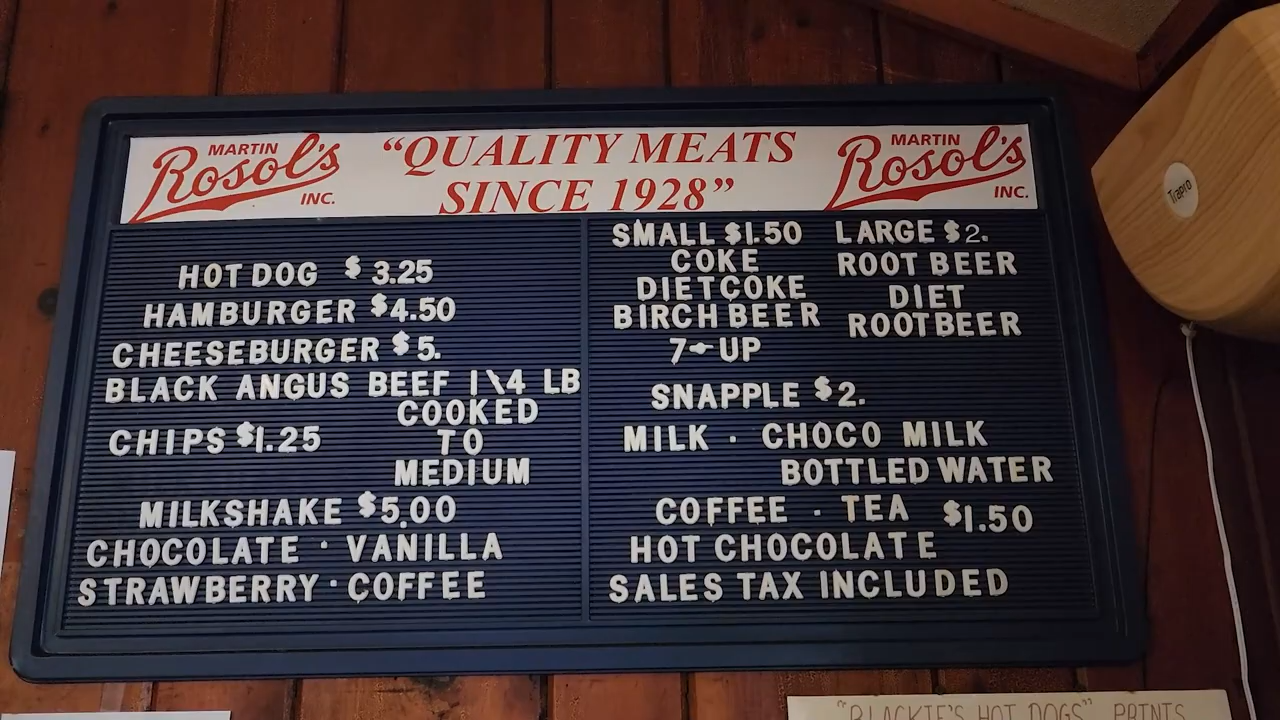 MARTIN Rosol's INC.
"QUALITY MEATS
SINCE 1928"
MARTIN Rosol's INC.
HOT DOG $ 3.25
HAMBURGER $4.50
CHEESEBURGER $5.
BLACK ANGUS BEEF 1\4 LB
COOKED
CHIPS $1.25 TO
MEDIUM
MILKSHAKE $5.00
CHOCOLATE · VANILLA
STRAWBERRY · COFFEE
SMALL $1.50 LARGE $2.
COKE ROOT BEER
DIET COKE DIET
BIRCH BEER ROOTBEER
7-UP
SNAPPLE $2.
MILK · CHOCO MILK
BOTTLED WATER
COFFEE · TEA $1.50
HOT CHOCOLATE
SALES TAX INCLUDED
Trapro
"BLACKIE'S HOT DOGS" PRINTS